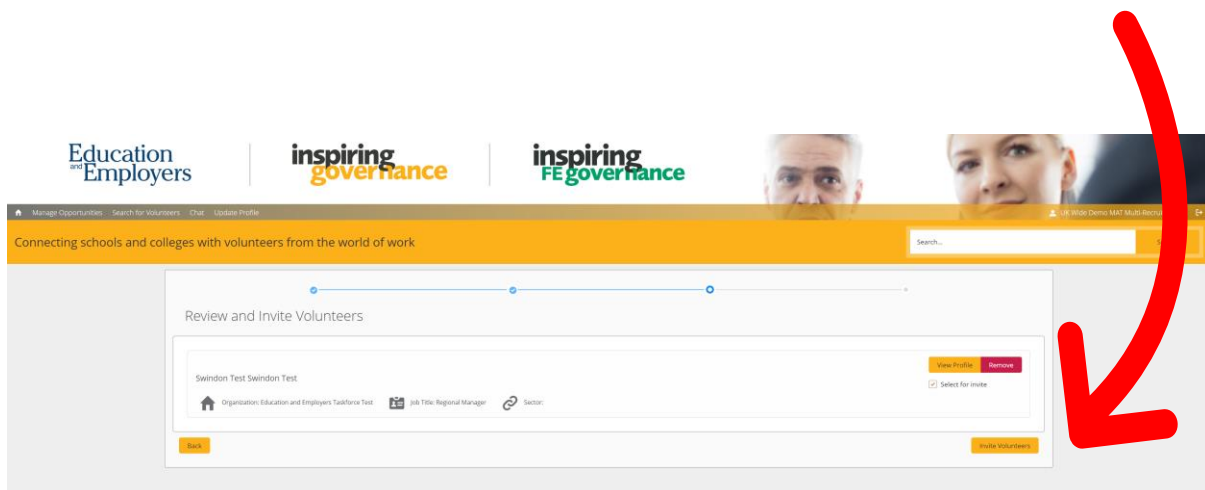 Education
and Employers
inspiring
governance
inspiring
FE governance
Manage Opportunities Search for Volunteers Chat Update Profile
UK Wide Demo MAT Multi-Recru
Connecting schools and colleges with volunteers from the world of work
Search...
Review and Invite Volunteers
View Profile Remove
Swindon Test Swindon Test
Select for invite
Organization: Education and Employers Taskforce Test Job Title: Regional Manager Sector:
Back Invite Volunteers